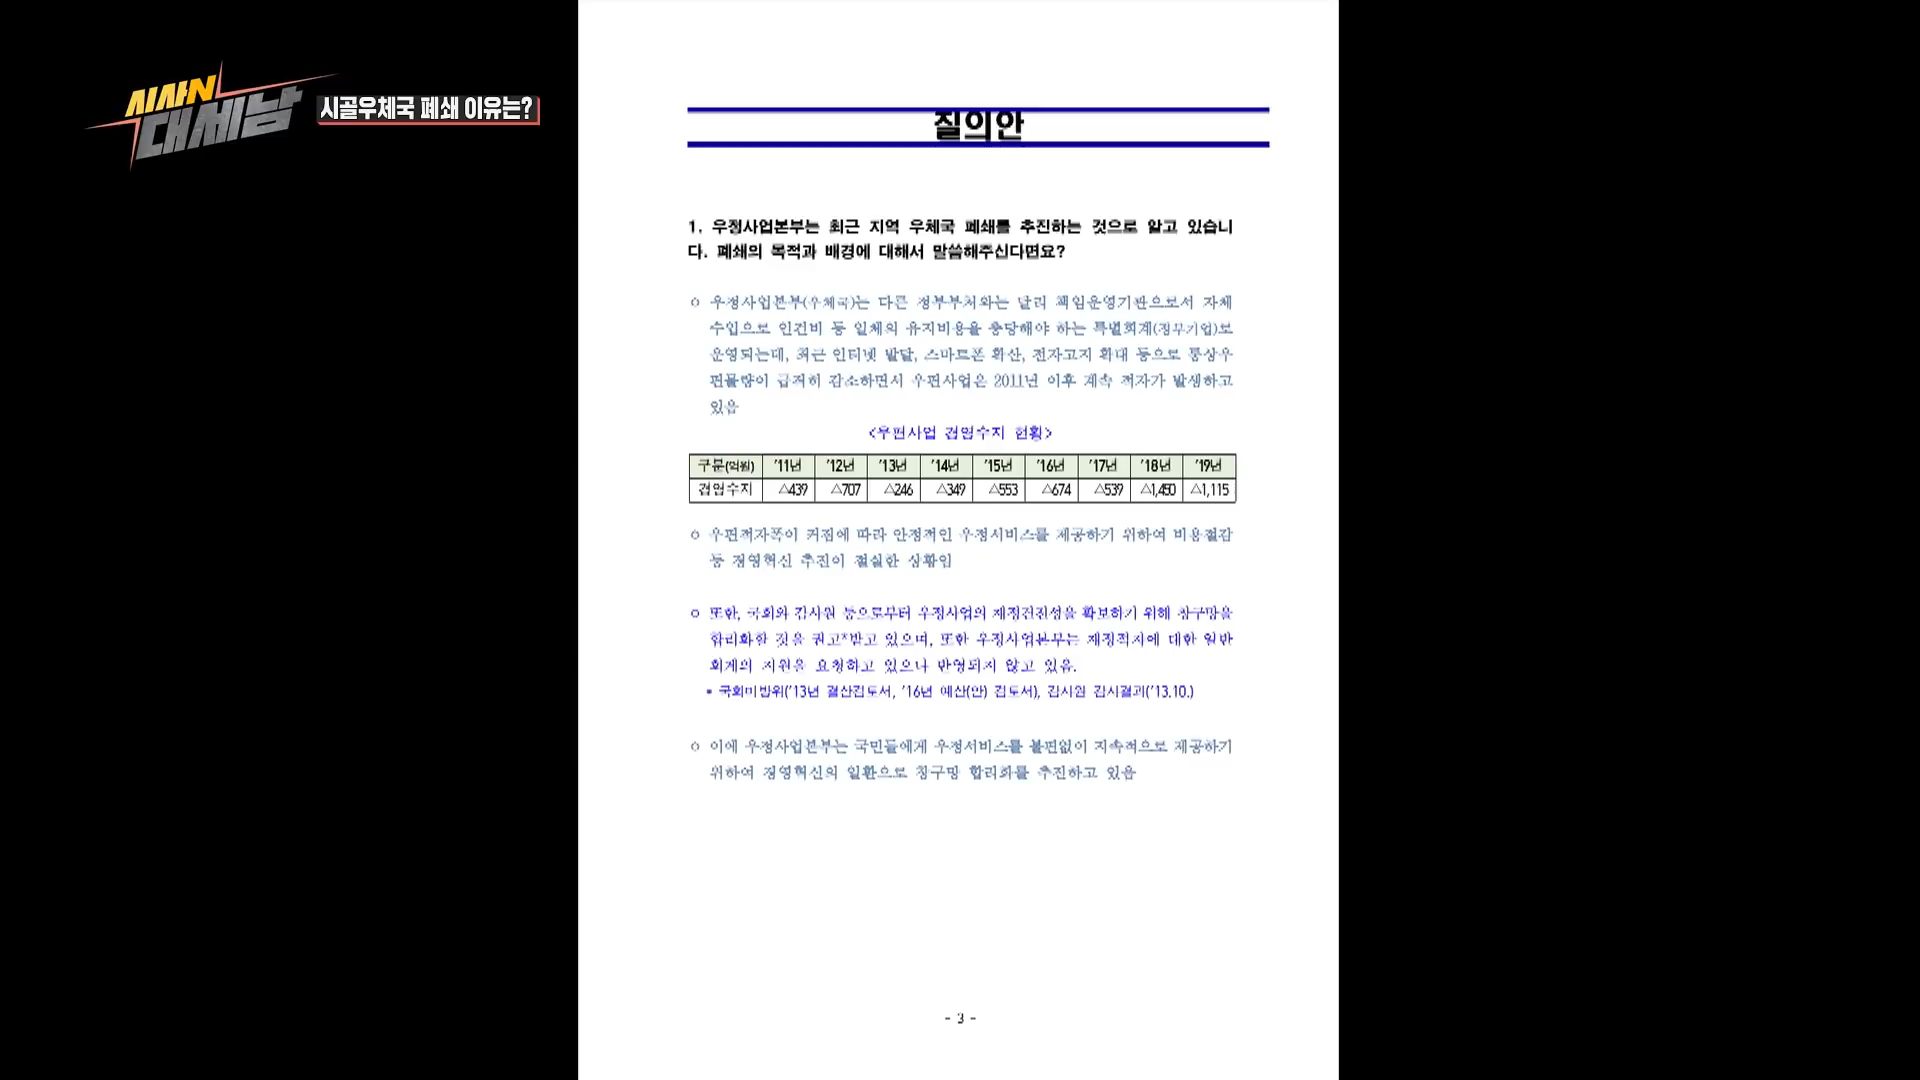 시사N
대세남
시골우체국 폐쇄 이유는?
질의안
1. 우정사업본부는 최근 지역 우체국 폐쇄를 추진하는 것으로 알고 있습니
다. 폐쇄의 목적과 배경에 대해서 말씀해주신다면요?
○ 우정사업본부(우체국)는 다른 정부부처와는 달리 책임운영기관으로서 자체
수입으로 인건비 등 일체의 유지비용을 충당해야 하는 특별회계(정부기업)로
운영되는데, 최근 인터넷 발달, 스마트폰 확산, 전자고지 확대 등으로 통상우
편물량이 급격히 감소하면서 우편사업은 2011년 이후 계속 적자가 발생하고
있음
<우편사업 경영수지 현황>
구분(억원) '11년 '12년 '13년 '14년 '15년 '16년 '17년 '18년 '19년
경영수지 △439 △707 △246 △349 △553 △674 △539 △1,450 △1,115
○ 우편적자폭이 커짐에 따라 안정적인 우정서비스를 제공하기 위하여 비용절감
등 경영혁신 추진이 절실한 상황임
○ 또한, 국회와 감사원 등으로부터 우정사업의 재정건전성을 확보하기 위해 창구망을
합리화할 것을 권고*받고 있으며, 또한 우정사업본부는 재정적자에 대한 일반
회계의 지원을 요청하고 있으나 반영되지 않고 있음.
* 국회미방위('13년 결산검토서, '16년 예산(안) 검토서), 감사원 감사결과('13.10.)
○ 이에 우정사업본부는 국민들에게 우정서비스를 불편없이 지속적으로 제공하기
위하여 경영혁신의 일환으로 창구망 합리화를 추진하고 있음
- 3 -